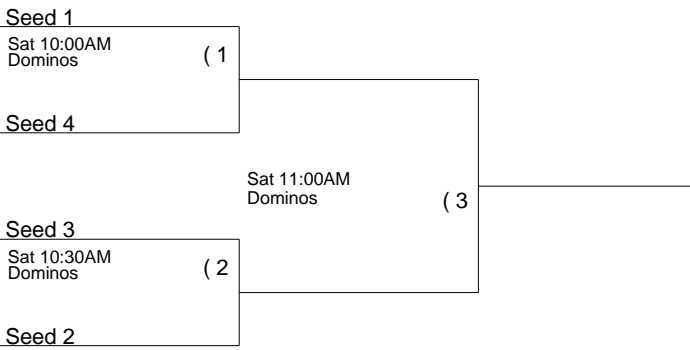 Seed 1
Sat 10:00AM
Dominos
( 1
Seed 4
Sat 11:00AM
Dominos
( 3
Seed 3
Sat 10:30AM
Dominos
( 2
Seed 2